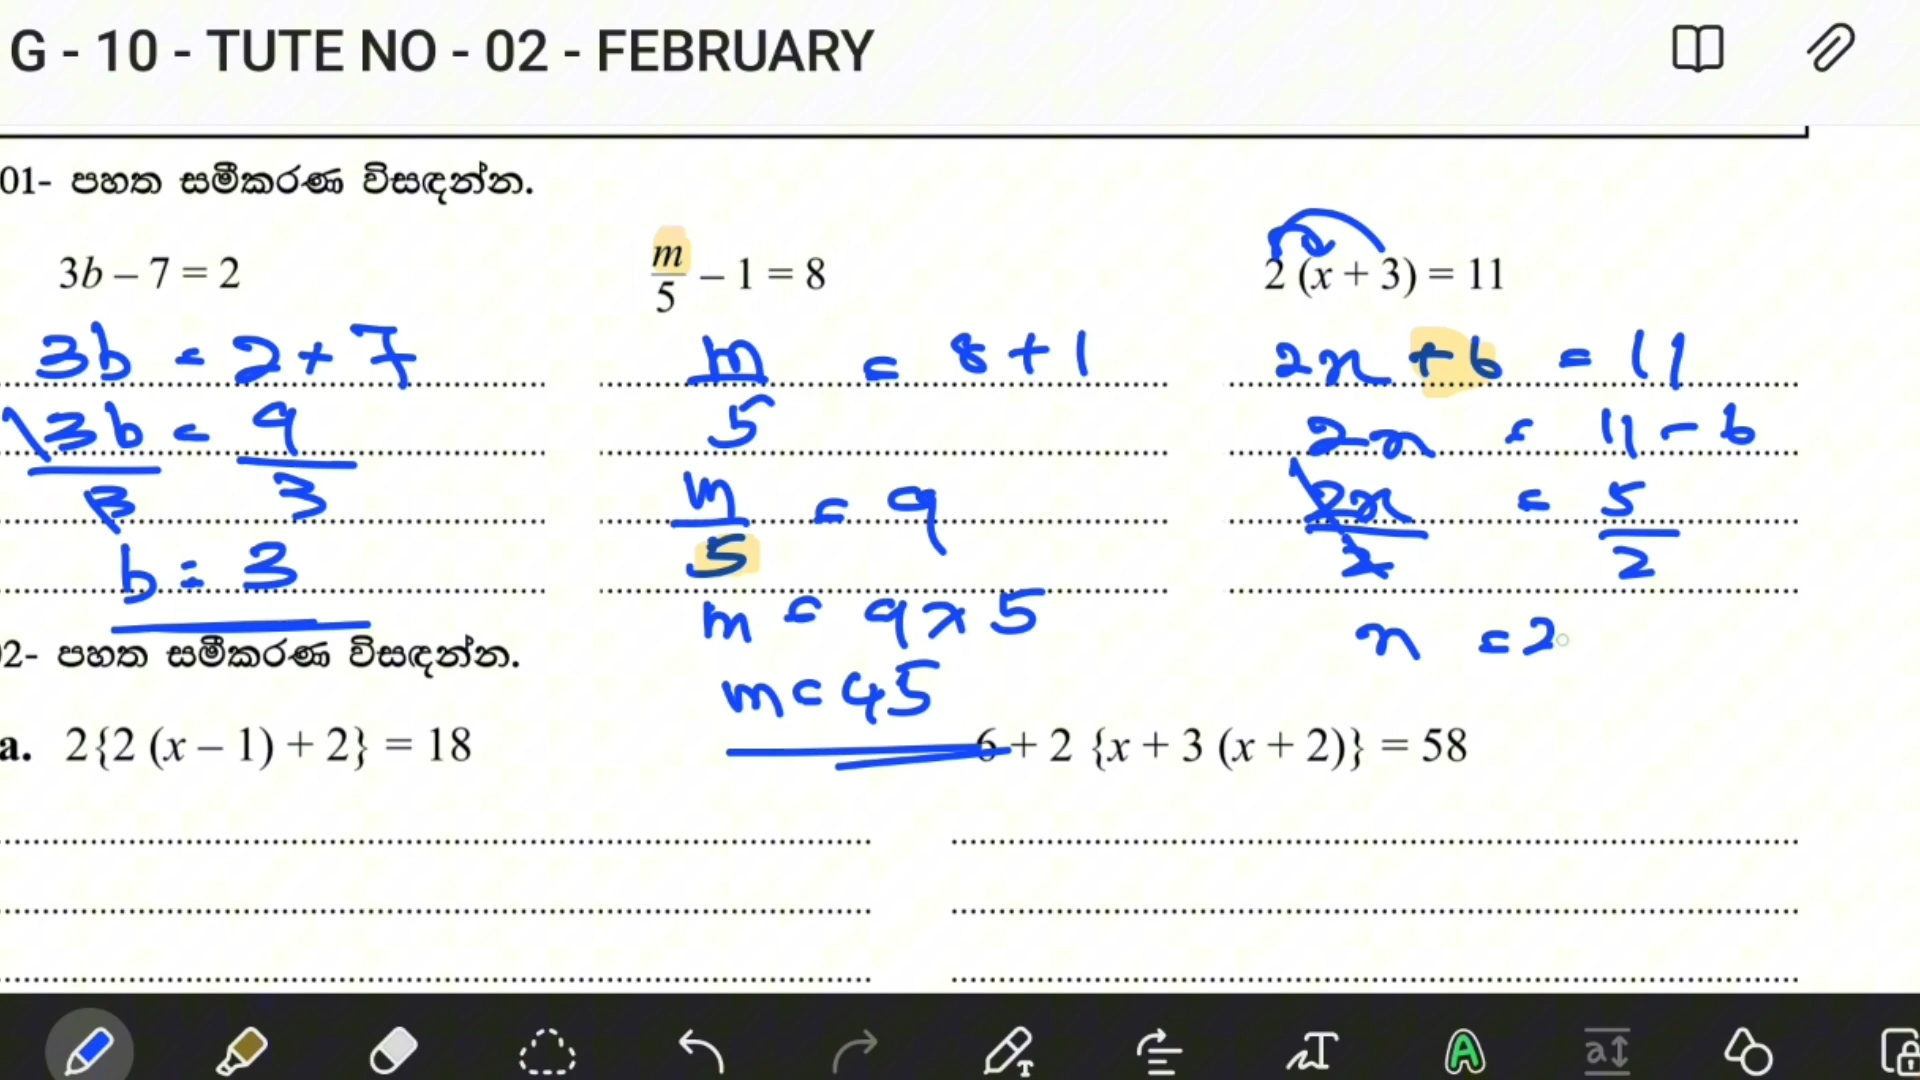 G - 10 - TUTE NO - 02 - FEBRUARY
01- පහත සමීකරණ විසඳන්න.
3b – 7 = 2
3b = 2 + 7
3b = 9
3 3
b = 3
m
5 – 1 = 8
m = 8 + 1
5
m = 9
5
m = 9 × 5
m = 45
2 (x + 3) = 11
2x + 6 = 11
2x = 11 – 6
2x = 5
2 2
x = 2
2- පහත සමීකරණ විසඳන්න.
a. 2{2 (x – 1) + 2} = 18
6 + 2 {x + 3 (x + 2)} = 58